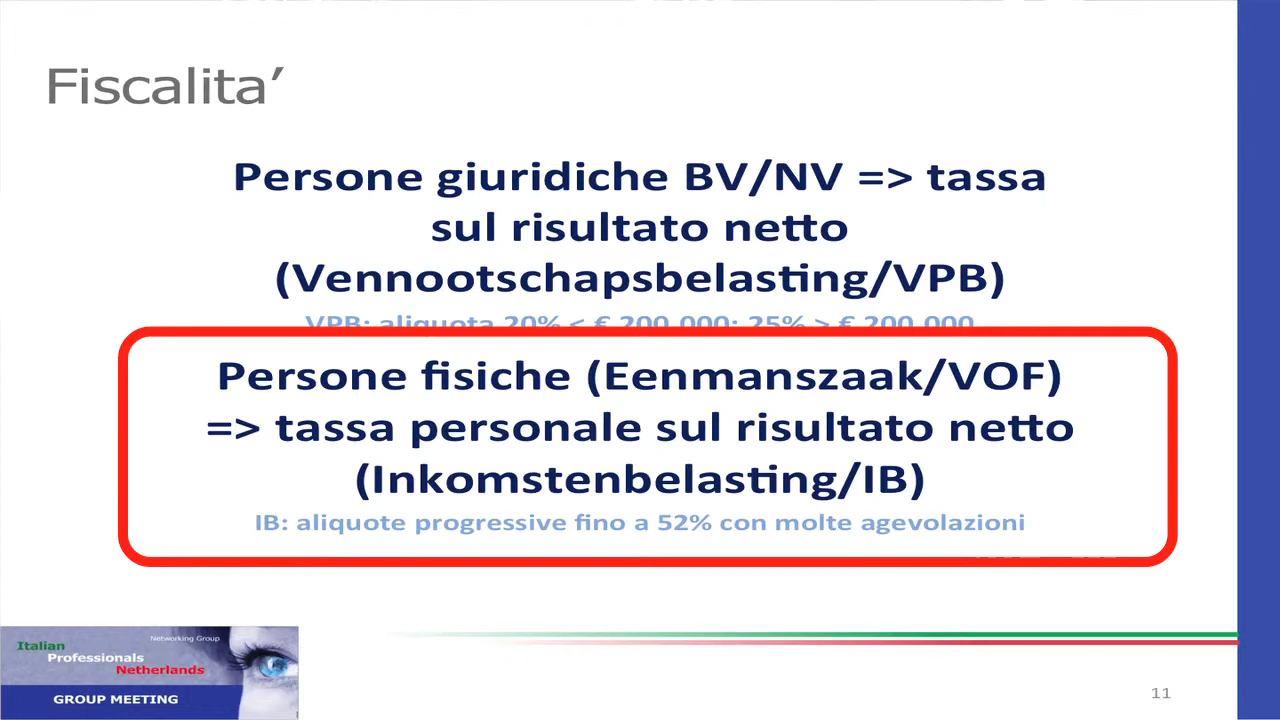 Fiscalita’
Persone giuridiche BV/NV => tassa
sul risultato netto
(Vennootschapsbelasting/VPB)
VPB: aliquota 20% < € 200.000; 25% > € 200.000
Persone fisiche (Eenmanszaak/VOF)
=> tassa personale sul risultato netto
(Inkomstenbelasting/IB)
IB: aliquote progressive fino a 52% con molte agevolazioni
Networking Group
Italian
Professionals
Netherlands
GROUP MEETING
11